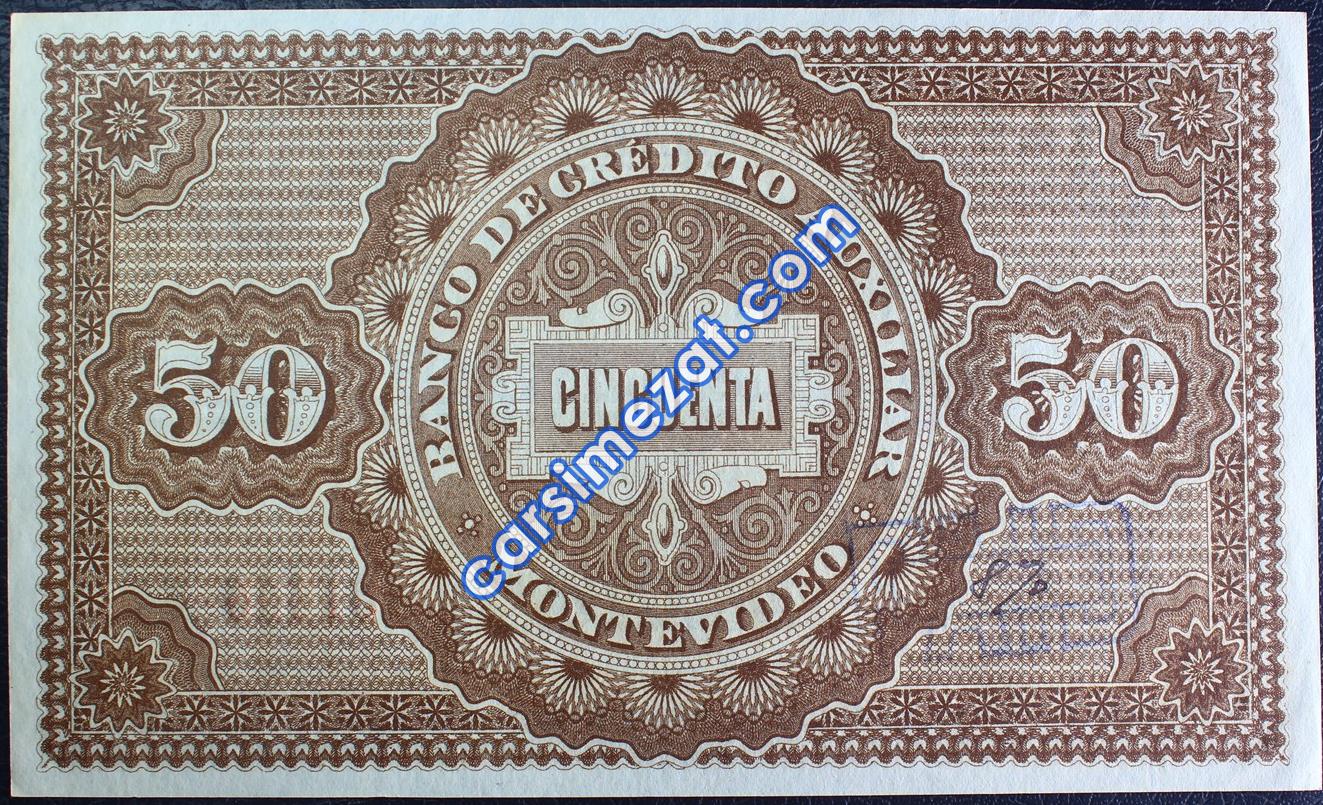 BANCO DE CRÉDITO AUXILIAR
50
CINCUENTA
50
MONTEVIDEO
carsimezat.com